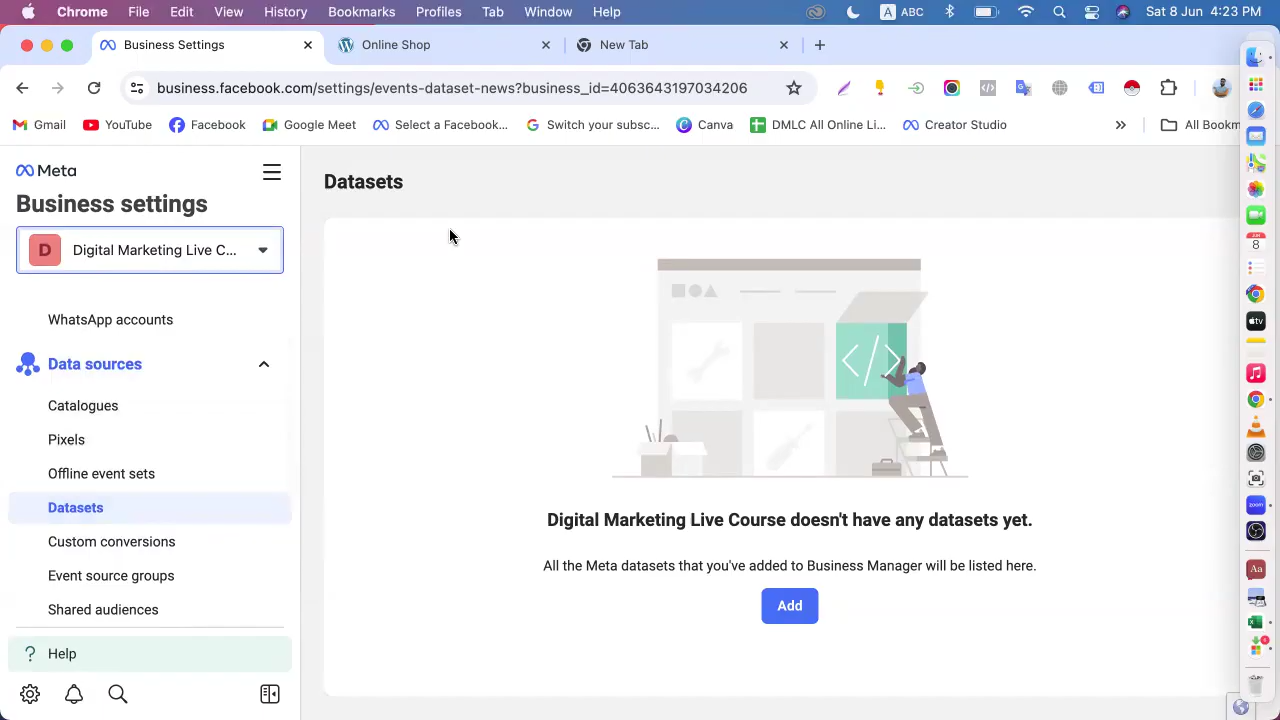 Chrome File Edit View History Bookmarks Profiles Tab Window Help A ABC Sat 8 Jun 4:23 PM
Business Settings Online Shop New Tab
business.facebook.com/settings/events-dataset-news?business_id=4063643197034206
Gmail YouTube Facebook Google Meet Select a Facebook... Switch your subsc... Canva DMLC All Online Li... Creator Studio » All Bookm
Meta
Business settings
D Digital Marketing Live C...
WhatsApp accounts
Data sources
Catalogues
Pixels
Offline event sets
Datasets
Custom conversions
Event source groups
Shared audiences
? Help
Datasets
</>
Digital Marketing Live Course doesn't have any datasets yet.
All the Meta datasets that you've added to Business Manager will be listed here.
Add
JUN
8
tv
zoom
Aa